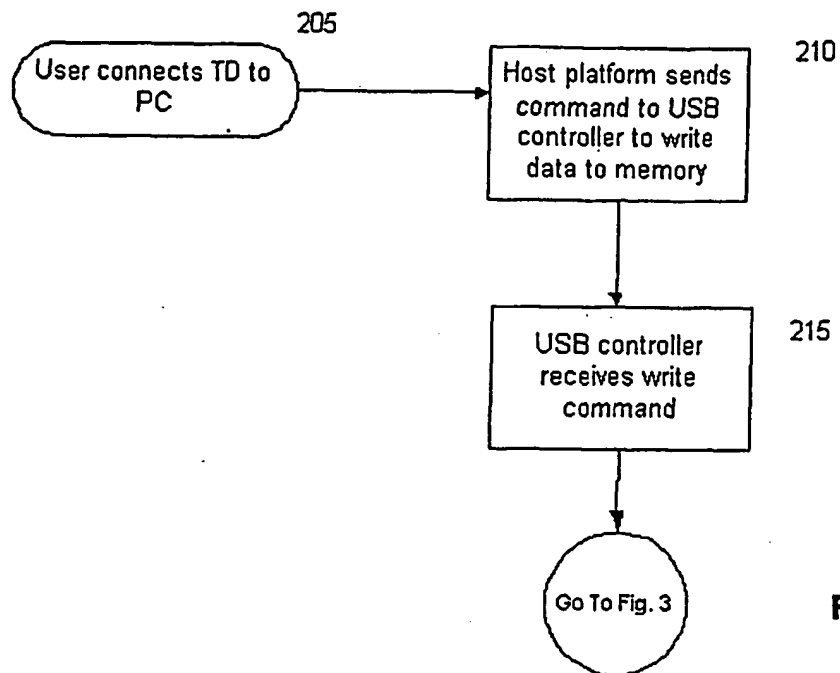 205
User connects TD to
PC
210
Host platform sends
command to USB
controller to write
data to memory
215
USB controller
receives write
command
Go To Fig. 3